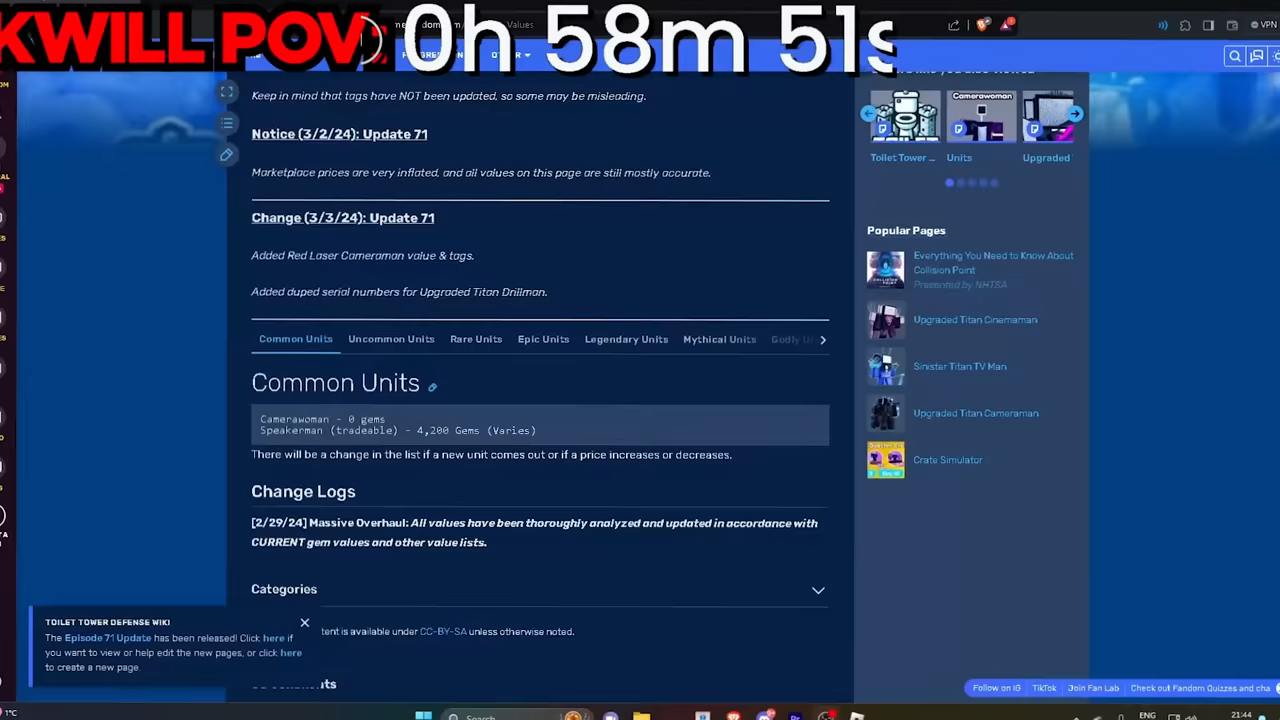 KWILL POV:
0h 58m 51s
Values
Keep in mind that tags have NOT been updated, so some may be misleading.
Notice (3/2/24): Update 71
Marketplace prices are very inflated, and all values on this page are still mostly accurate.
Change (3/3/24): Update 71
Added Red Laser Cameraman value & tags.
Added duped serial numbers for Upgraded Titan Drillman.
Common Units Uncommon Units Rare Units Epic Units Legendary Units Mythical Units Godly U
Common Units
Camerawoman - 0 gems
Speakerman (tradeable) - 4,200 Gems (Varies)
There will be a change in the list if a new unit comes out or if a price increases or decreases.
Change Logs
[2/29/24] Massive Overhaul: All values have been thoroughly analyzed and updated in accordance with
CURRENT gem values and other value lists.
Categories
tent is available under CC-BY-SA unless otherwise noted.
TOILET TOWER DEFENSE WIKI
The Episode 71 Update has been released! Click here if
you want to view or help edit the new pages, or click here
to create a new page.
Camerawoman
Toilet Tower ... Units Upgraded
Popular Pages
Everything You Need to Know About
Collision Point
Presented by NHTSA
Upgraded Titan Cinemaman
Sinister Titan TV Man
Upgraded Titan Cameraman
Crate Simulator
Follow on IG TikTok Join Fan Lab Check out Fandom Quizzes and cha
VPN
1°C
Search
21:44